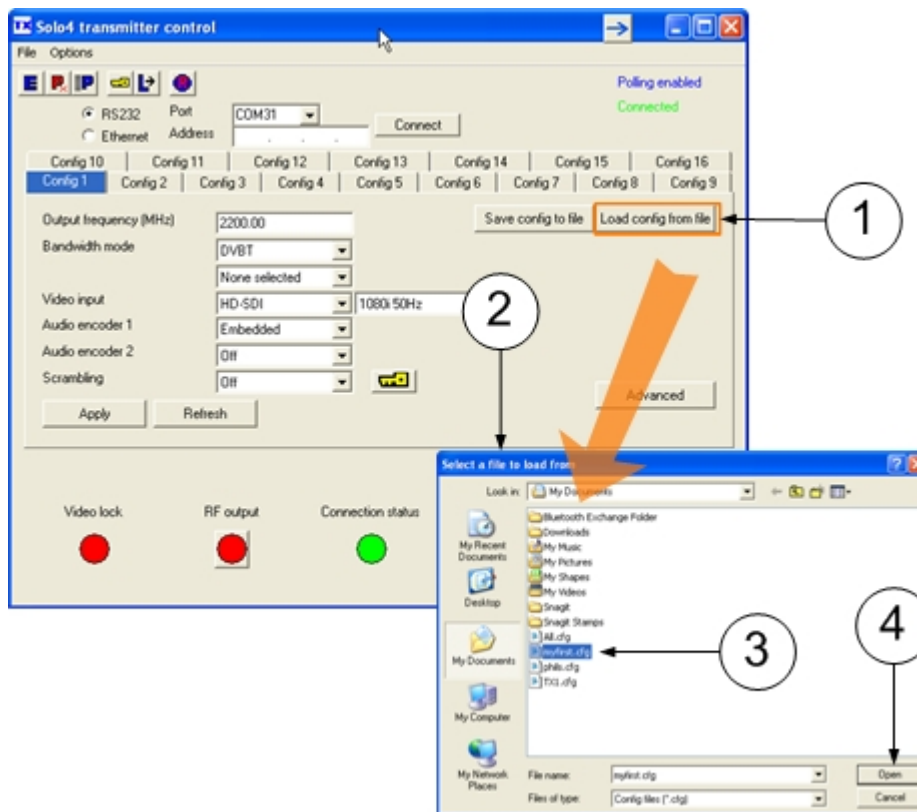 Solo4 transmitter control
File Options
Polling enabled
RS232 Port COM31 Connected
Ethernet Address . . . Connect
Config 10 Config 11 Config 12 Config 13 Config 14 Config 15 Config 16
Config 1 Config 2 Config 3 Config 4 Config 5 Config 6 Config 7 Config 8 Config 9
Output frequency (MHz) 2200.00 Save config to file Load config from file 1
Bandwidth mode DVBT
None selected
Video input HD-SDI 1080i 50Hz 2
Audio encoder 1 Embedded
Audio encoder 2 Off
Scrambling Off
Apply Refresh Advanced
Video lock RF output Connection status
Select a file to load from
Look in: My Documents
My Recent Documents
Desktop
My Documents
My Computer
My Network Places
Bluetooth Exchange Folder
Downloads
My Music
My Pictures
My Shapes
My Videos
Snagit
Snagit Stamps
All.cfg
myfirst.cfg 3
phils.cfg
TX1.cfg
4
File name: myfirst.cfg Open
Files of type: Config files (*.cfg) Cancel